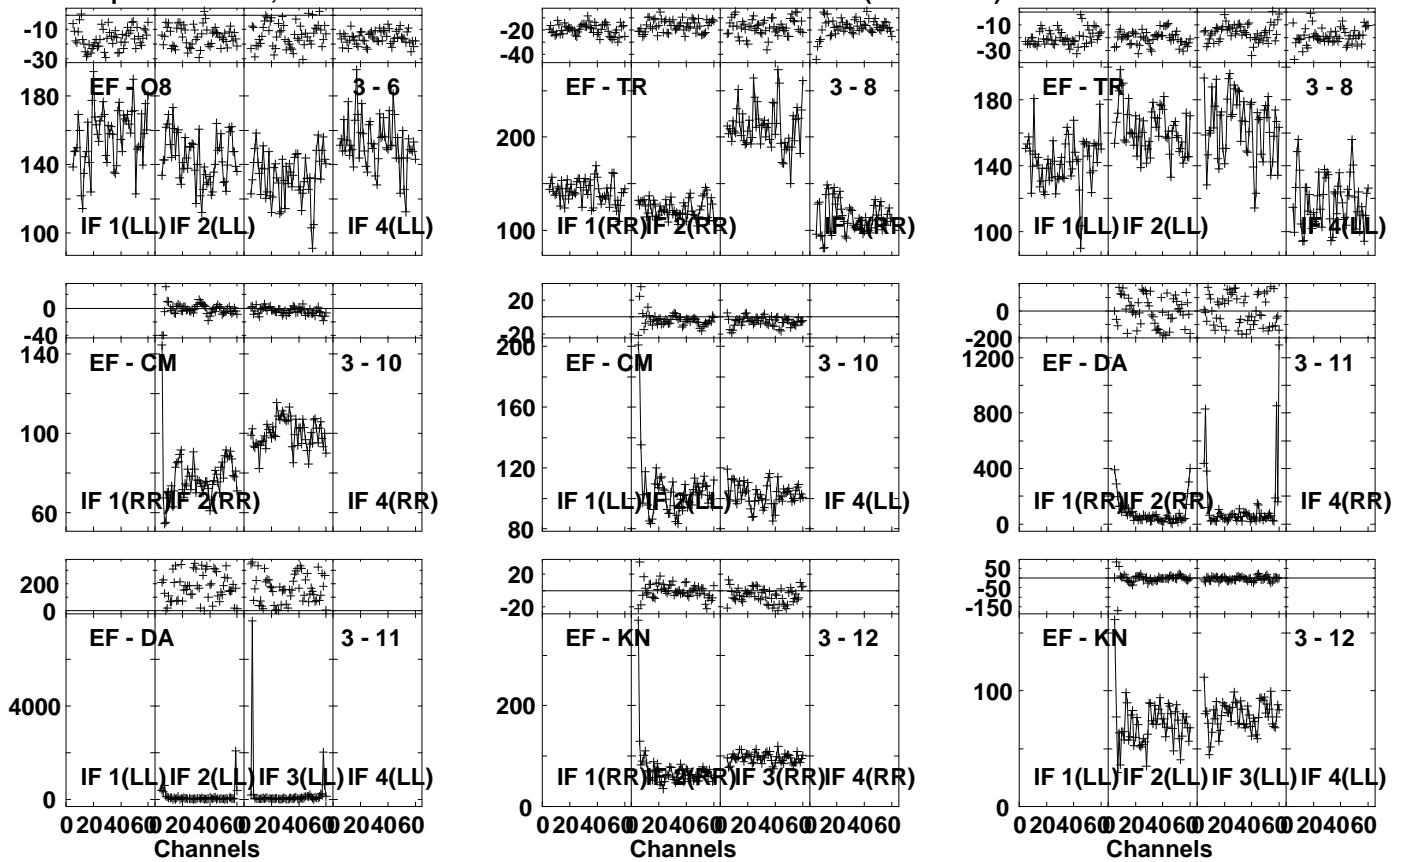 -10
-30
EF - O8 3 - 6
180
140
100
IF 1(LL) IF 2(LL) IF 4(LL)
-20
-40
EF - TR 3 - 8
200
100
IF 1(RR) IF 2(RR) IF 4(RR)
-10
-30
EF - TR 3 - 8
180
140
100
IF 1(LL) IF 2(LL) IF 4(LL)
0
-40
EF - CM 3 - 10
140
100
60
IF 1(RR) IF 2(RR) IF 4(RR)
20
-20
EF - CM 3 - 10
200
160
120
80
IF 1(LL) IF 2(LL) IF 4(LL)
0
-200
EF - DA 3 - 11
1200
800
400
0
IF 1(RR) IF 2(RR) IF 4(RR)
200
0
EF - DA 3 - 11
4000
0
IF 1(LL) IF 2(LL) IF 3(LL) IF 4(LL)
0 204060 0 204060 0 204060 0 204060
Channels
20
-20
EF - KN 3 - 12
200
0
IF 1(RR) IF 2(RR) IF 3(RR) IF 4(RR)
0 204060 0 204060 0 204060 0 204060
Channels
50
-50
-150
EF - KN 3 - 12
100
0
IF 1(LL) IF 2(LL) IF 3(LL) IF 4(LL)
0 204060 0 204060 0 204060 0 204060
Channels